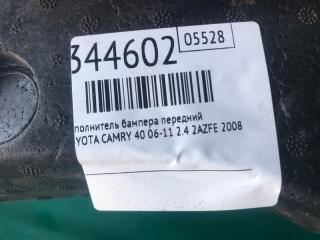 344602
05528
полнитель бампера передний
YOTA CAMRY 40 06-11 2.4 2AZFE 2008